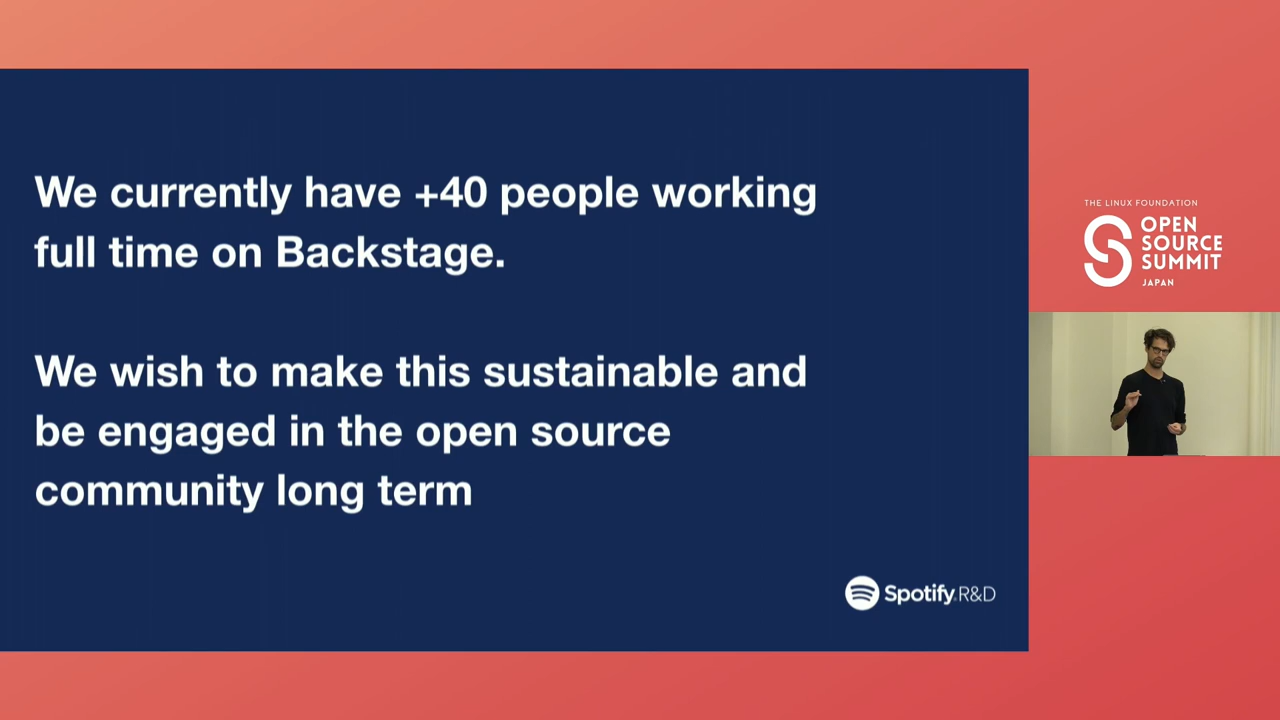 We currently have +40 people working
full time on Backstage.
We wish to make this sustainable and
be engaged in the open source
community long term
Spotify R&D
THE LINUX FOUNDATION
OPEN
SOURCE
SUMMIT
JAPAN